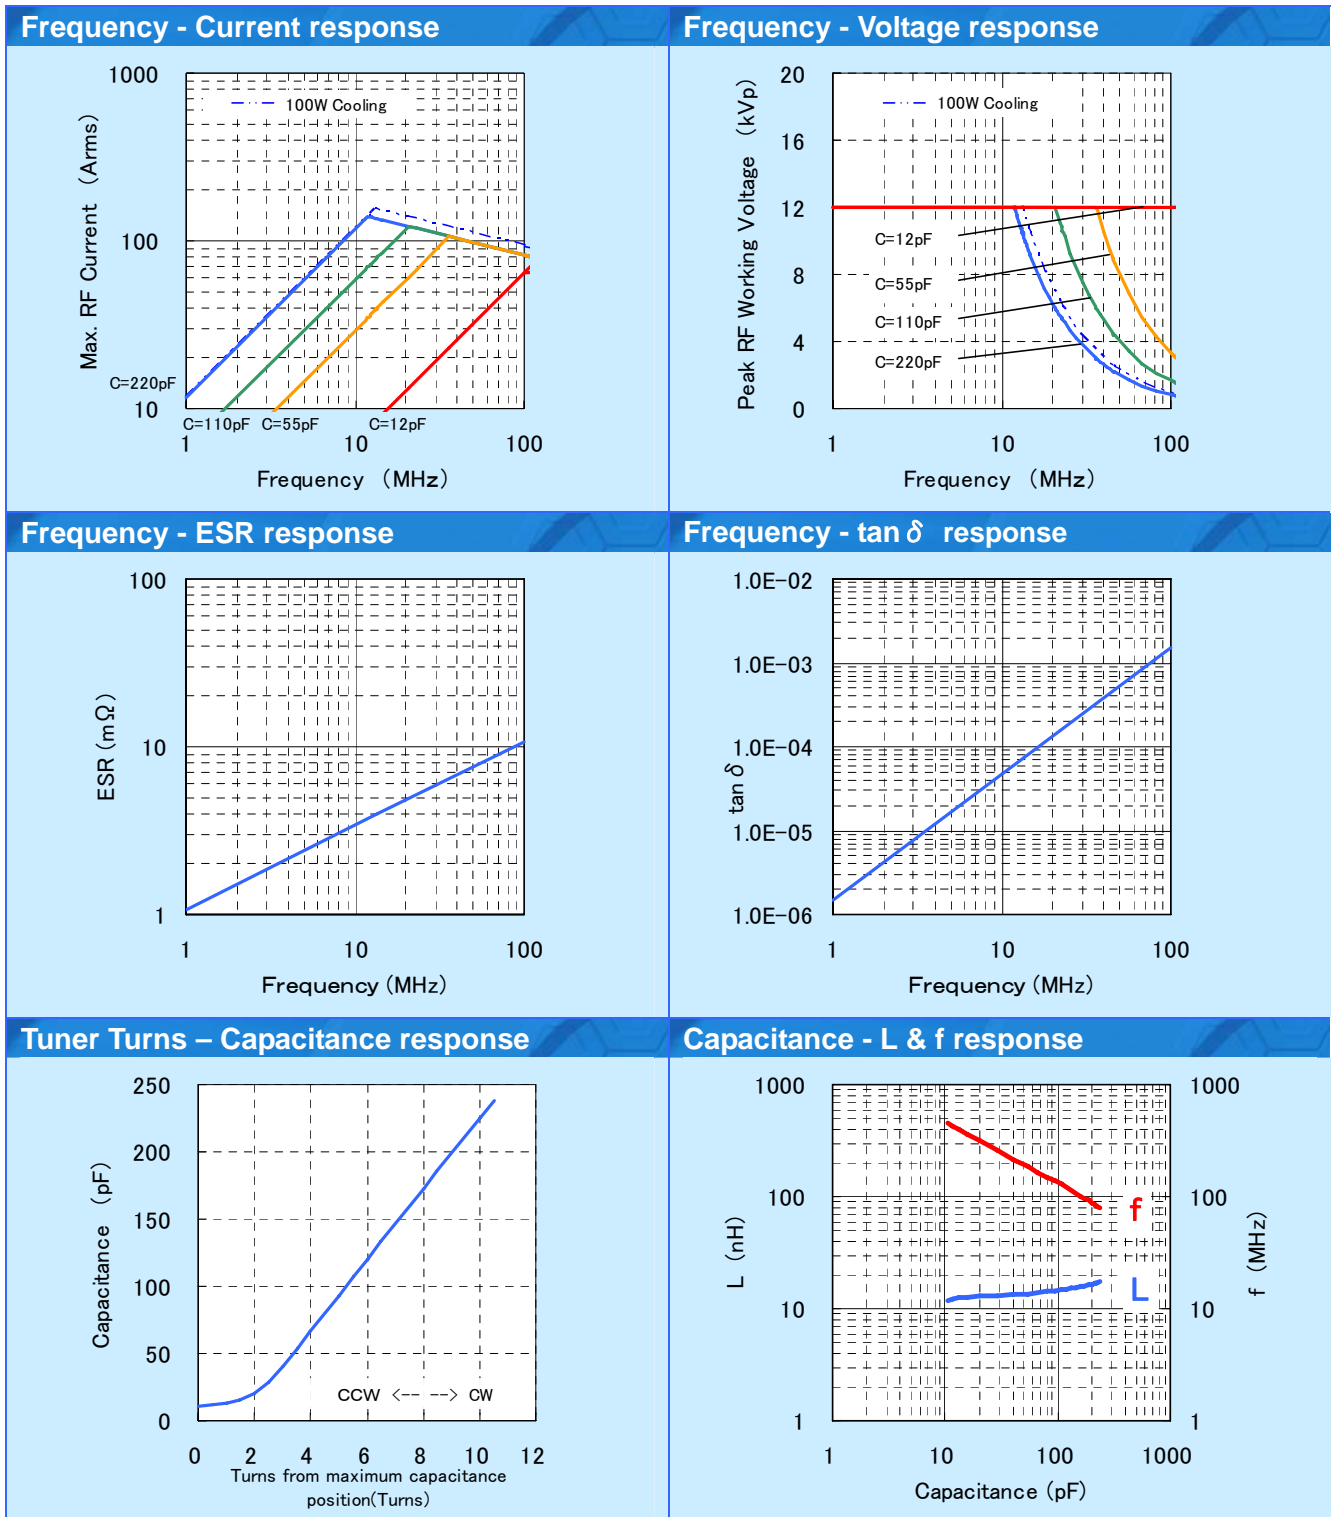 Frequency - Current response
1000
100
10
Max. RF Current (Arms)
100W Cooling
C=220pF
C=110pF C=55pF C=12pF
1 10 100
Frequency (MHz)
Frequency - Voltage response
20
16
12
8
4
0
Peak RF Working Voltage (kVp)
100W Cooling
C=12pF
C=55pF
C=110pF
C=220pF
1 10 100
Frequency (MHz)
Frequency - ESR response
100
10
1
ESR (mΩ)
1 10 100
Frequency (MHz)
Frequency - tan δ response
1.0E-02
1.0E-03
1.0E-04
1.0E-05
1.0E-06
tan δ
1 10 100
Frequency (MHz)
Tuner Turns – Capacitance response
250
200
150
100
50
0
Capacitance (pF)
CCW <-- --> CW
0 2 4 6 8 10 12
Turns from maximum capacitance
position(Turns)
Capacitance - L & f response
1000
100
10
1
L (nH)
f
L
1000
100
10
1
f (MHz)
1 10 100 1000
Capacitance (pF)